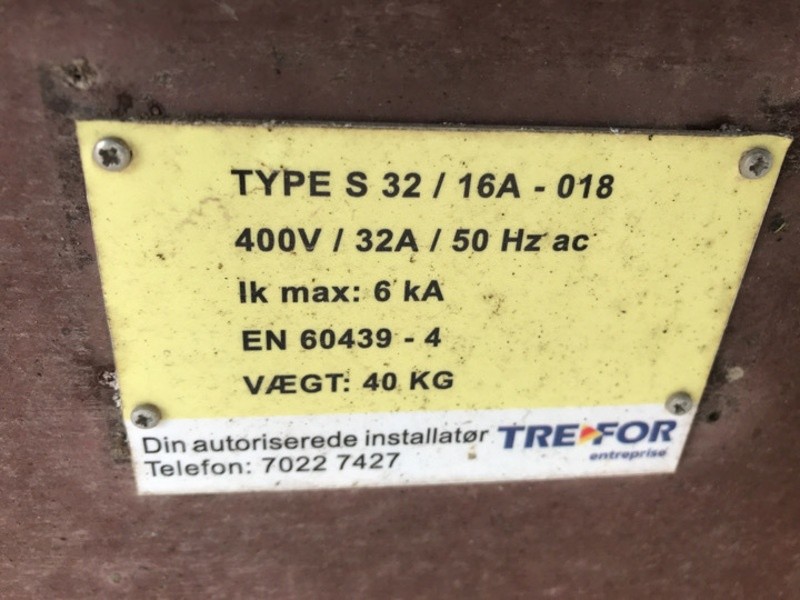 TYPE S 32 / 16A - 018
400V / 32A / 50 Hz ac
Ik max: 6 kA
EN 60439 - 4
VÆGT: 40 KG
Din autoriserede installatør TREFOR
entreprise
Telefon: 7022 7427